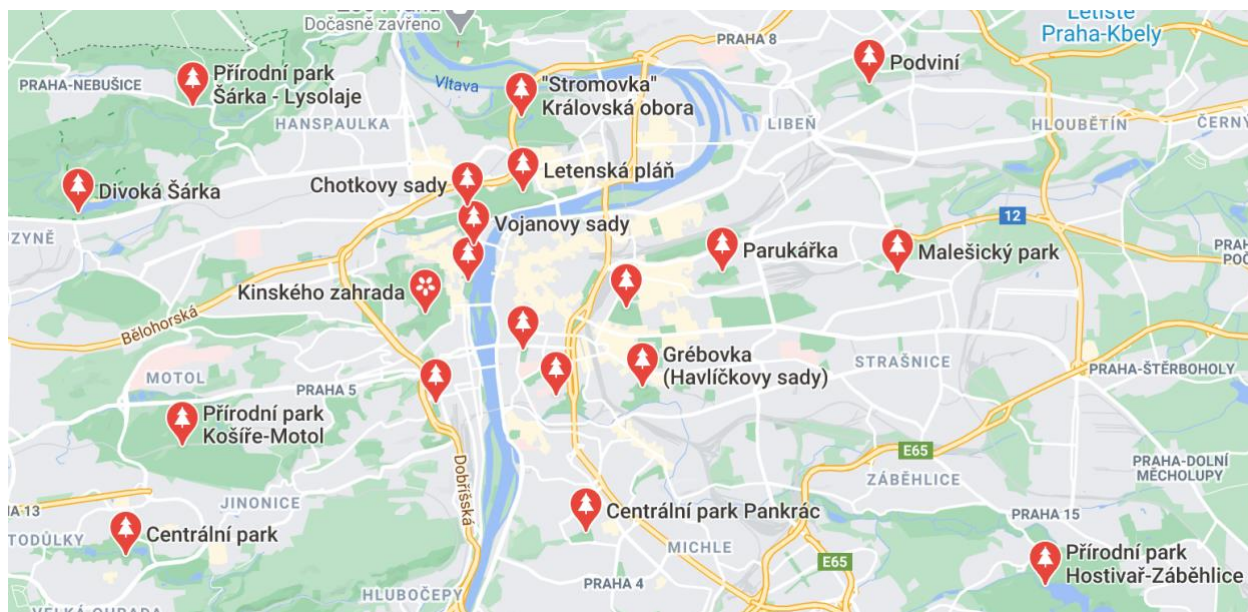 Dočasně zavřeno
PRAHA 8
Letiště
Praha-Kbely
Podviní
PRAHA-NEBUŠICE
Přírodní park
Šárka - Lysolaje
Vltava
"Stromovka"
Královská obora
HANSPAULKA
LIBEŇ
HLOUBĚTÍN
ČERNÝ
Divoká Šárka
Chotkovy sady
Letenská pláň
Vojanovy sady
12
UZYNĚ
Parukářka
Malešický park
Kinského zahrada
Bělohorská
Grébovka
(Havlíčkovy sady)
STRAŠNICE
PRAHA-ŠTĚRBOHOLY
MOTOL
PRAHA 5
Přírodní park
Košíře-Motol
Dobříšská
E65
ZÁBĚHLICE
PRAHA-DOLNÍ
MĚCHOLUPY
JINONICE
HA 13
TODŮLKY
Centrální park
Centrální park Pankrác
PRAHA 15
MICHLE
E65
Přírodní park
Hostivař-Záběhlice
PRAHA 4
HLUBOČEPY